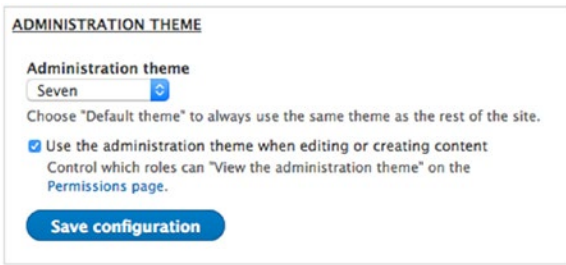 ADMINISTRATION THEME
Administration theme
Seven
Choose "Default theme" to always use the same theme as the rest of the site.
Use the administration theme when editing or creating content
Control which roles can "View the administration theme" on the
Permissions page.
Save configuration